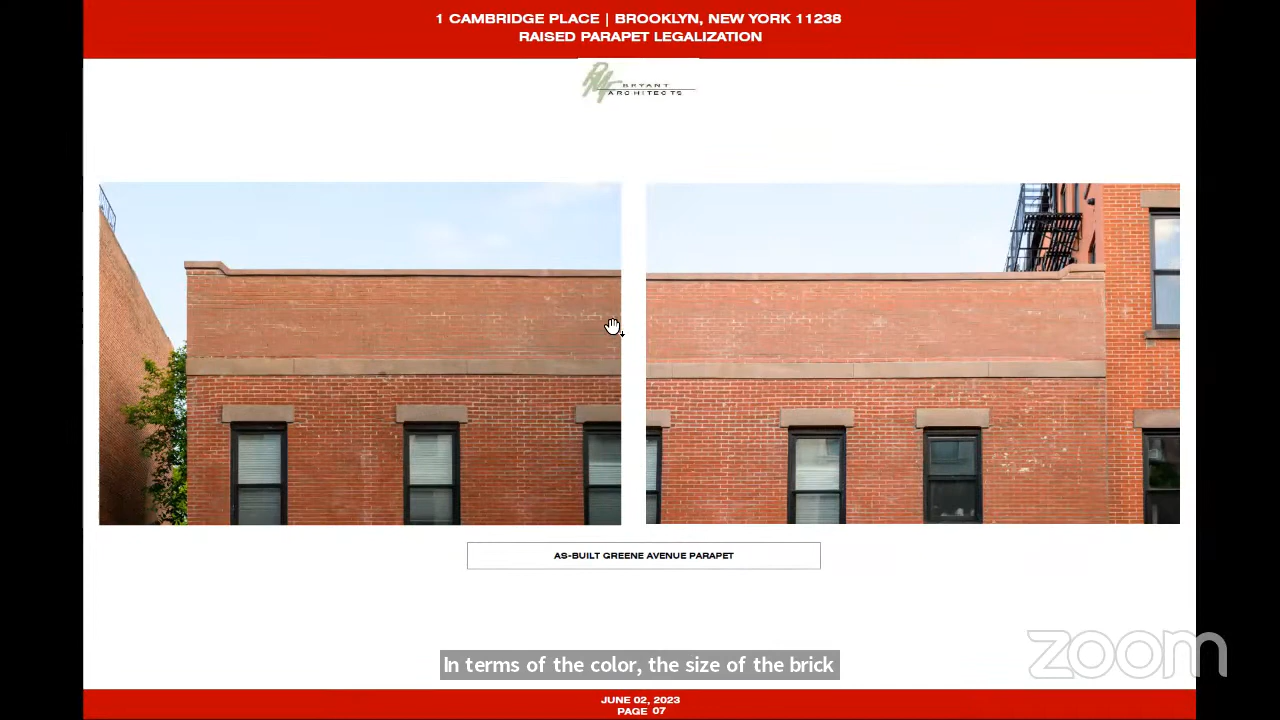 1 CAMBRIDGE PLACE | BROOKLYN, NEW YORK 11238
RAISED PARAPET LEGALIZATION
BRYANT
ARCHITECTS
AS-BUILT GREENE AVENUE PARAPET
In terms of the color, the size of the brick
zoom
JUNE 02, 2023
PAGE 07